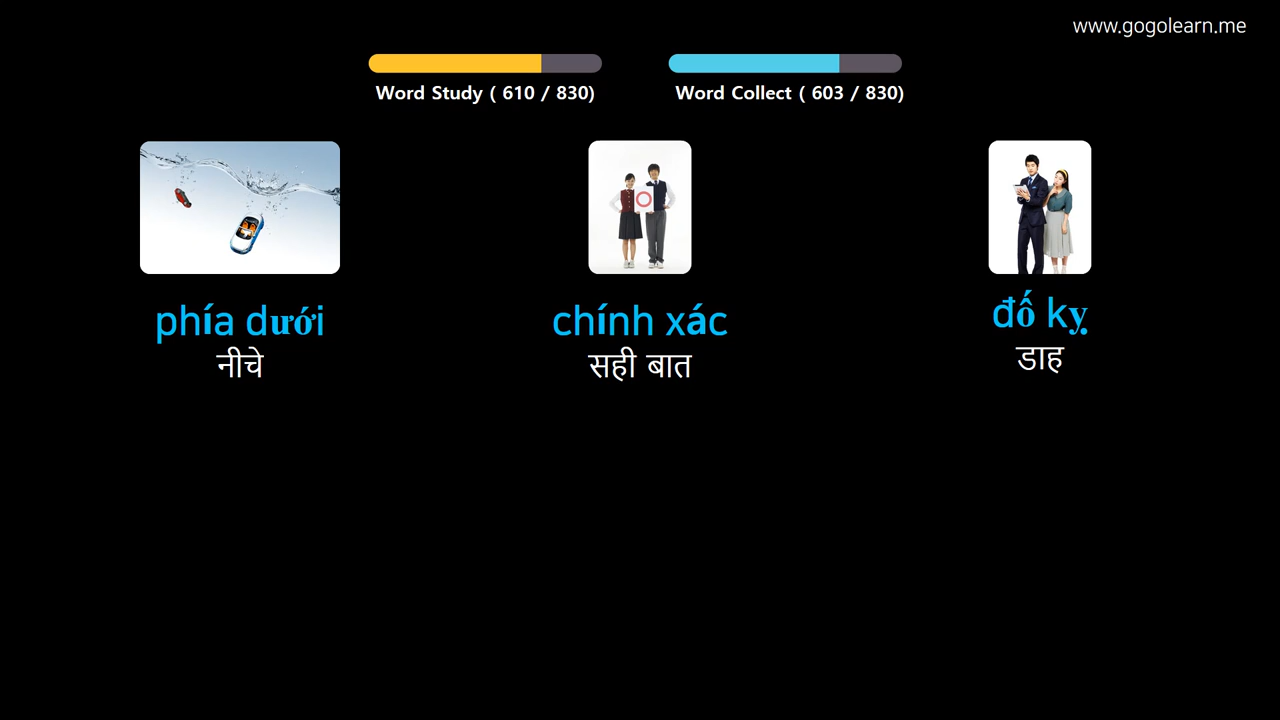 www.gogolearn.me
Word Study ( 610 / 830)
Word Collect ( 603 / 830)
phía dưới
नीचे
chính xác
सही बात
đố kỵ
डाह